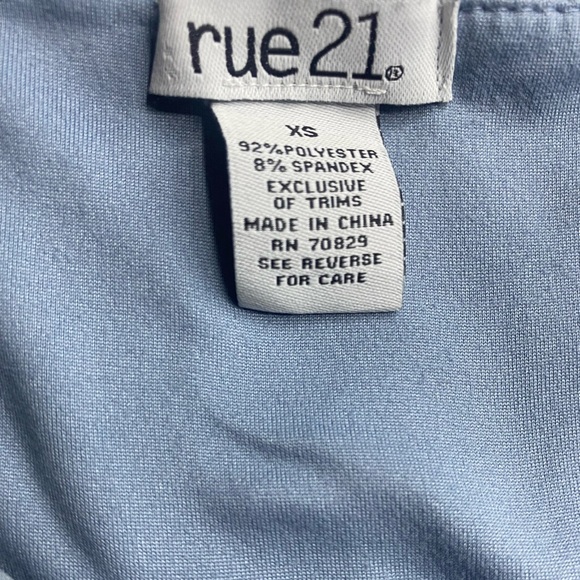 rue21®
XS
92%POLYESTER
8% SPANDEX
EXCLUSIVE
OF TRIMS
MADE IN CHINA
RN 70829
SEE REVERSE
FOR CARE